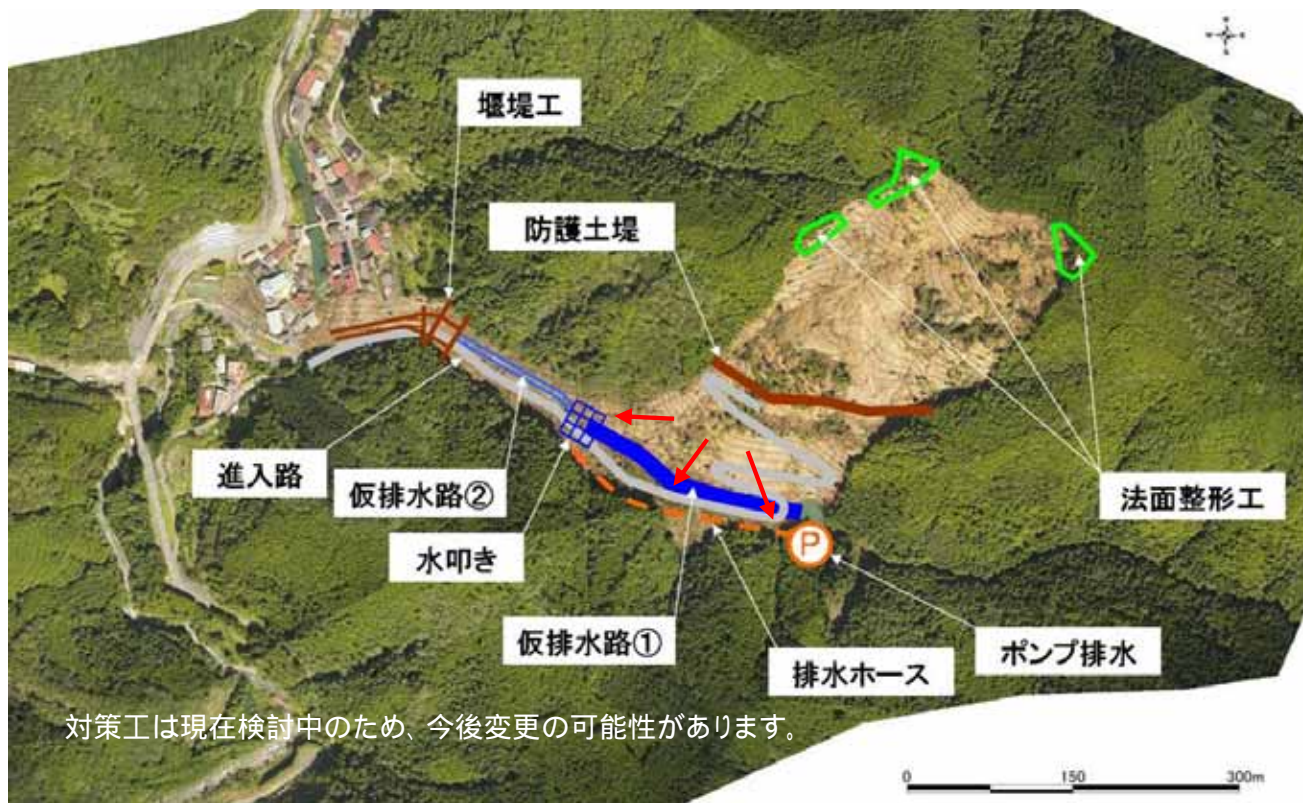 堰堤工
防護土堤
進入路
仮排水路②
水叩き
仮排水路①
排水ホース
ポンプ排水
法面整形工
P
対策工は現在検討中のため、今後変更の可能性があります。
0 150 300m